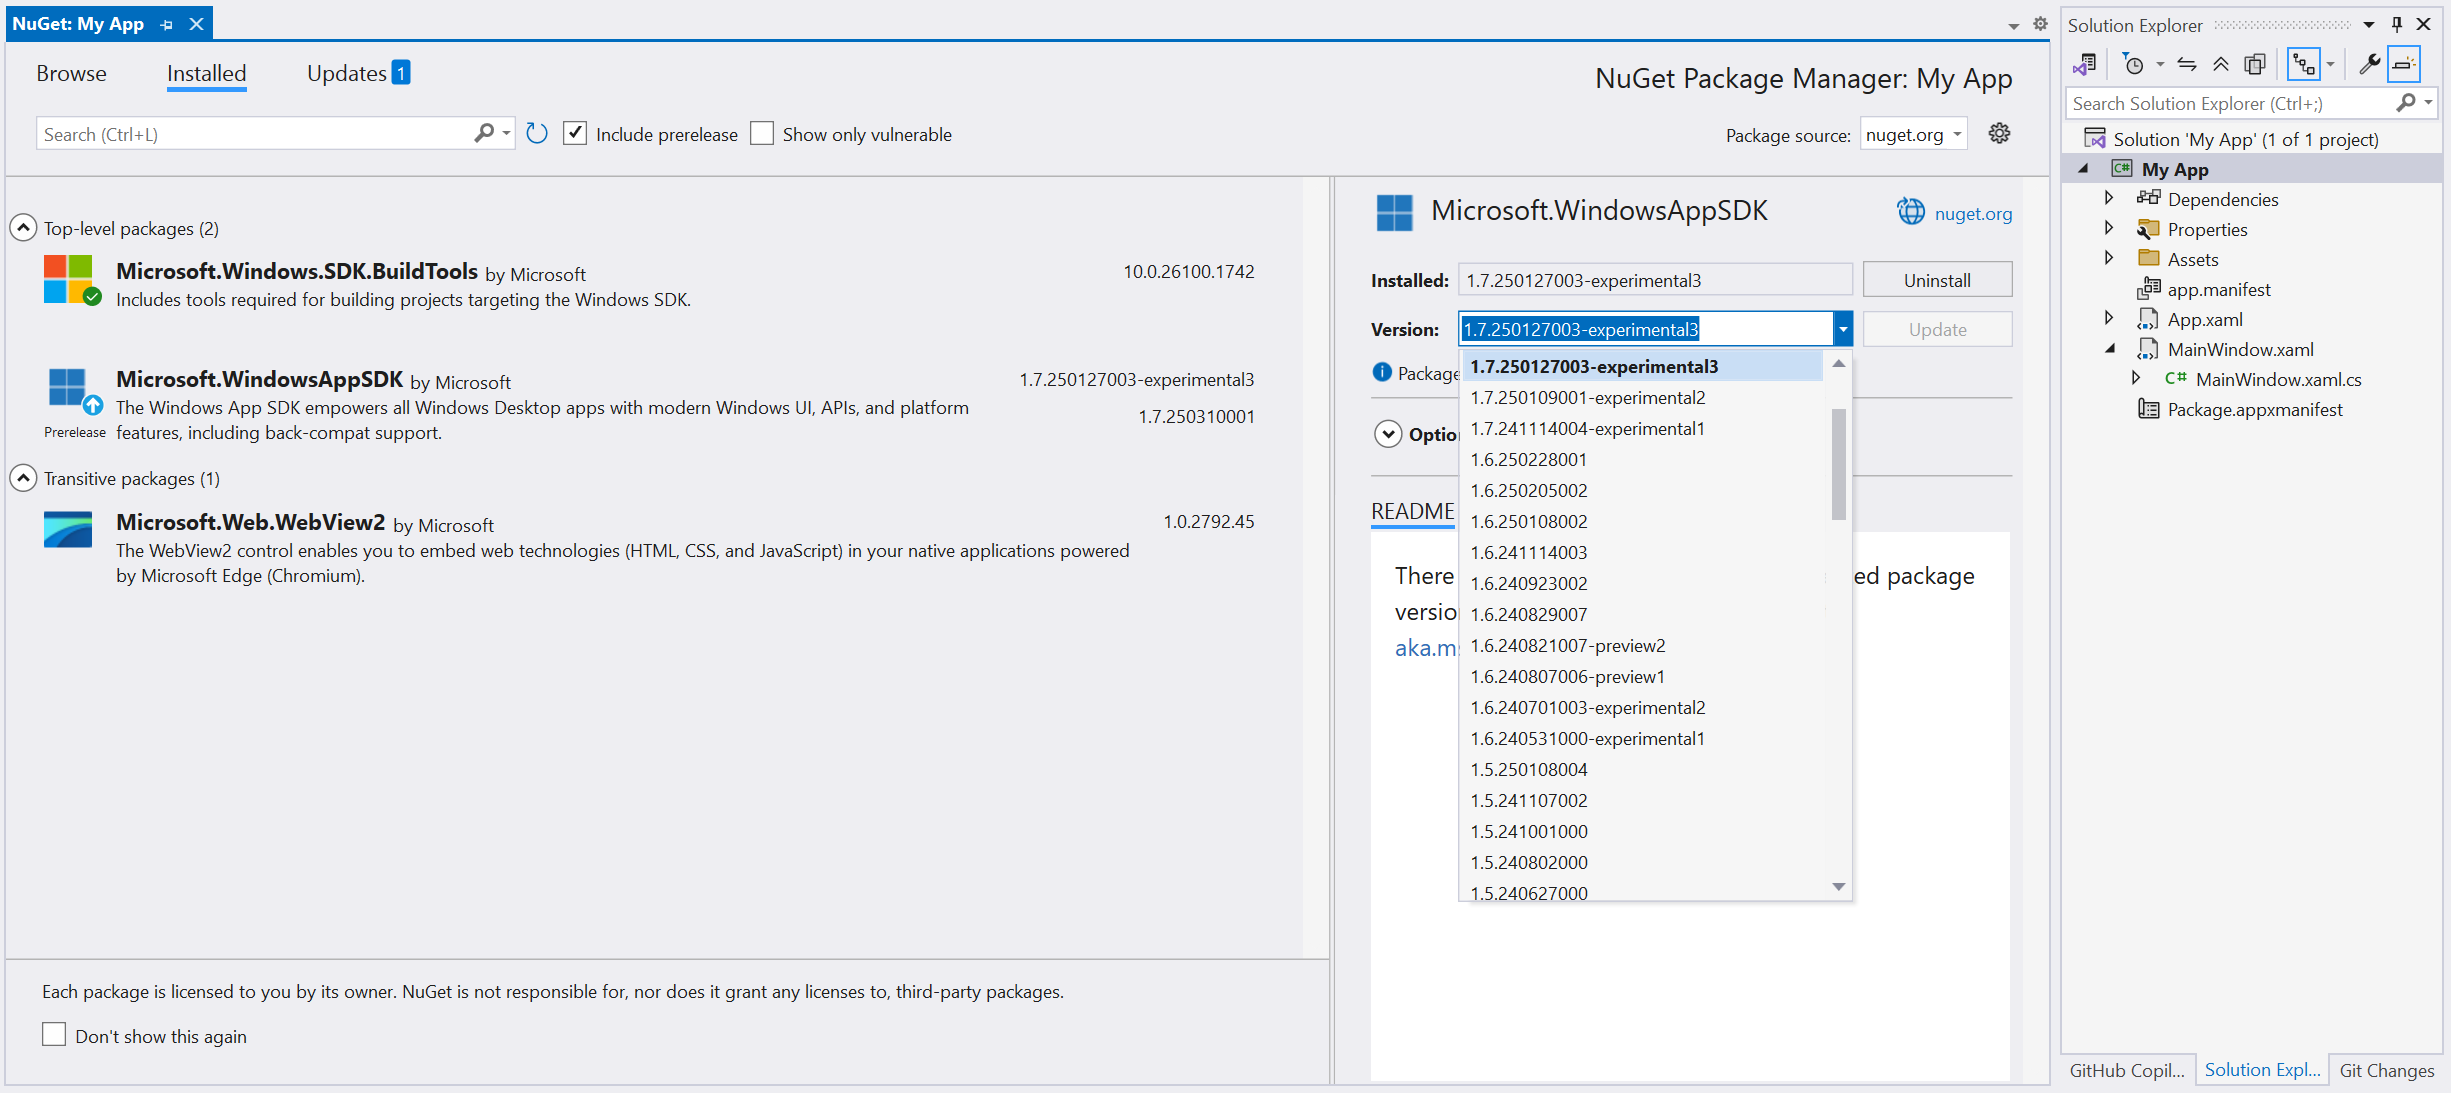 NuGet: My App
Browse
Installed
Updates 1
NuGet Package Manager: My App
Search (Ctrl+L)
Include prerelease
Show only vulnerable
Package source: nuget.org
Top-level packages (2)
Microsoft.Windows.SDK.BuildTools by Microsoft
10.0.26100.1742
Includes tools required for building projects targeting the Windows SDK.
Microsoft.WindowsAppSDK by Microsoft
1.7.250127003-experimental3
The Windows App SDK empowers all Windows Desktop apps with modern Windows UI, APIs, and platform
1.7.250310001
Prerelease
features, including back-compat support.
Transitive packages (1)
Microsoft.Web.WebView2 by Microsoft
1.0.2792.45
The WebView2 control enables you to embed web technologies (HTML, CSS, and JavaScript) in your native applications powered
by Microsoft Edge (Chromium).
Each package is licensed to you by its owner. NuGet is not responsible for, nor does it grant any licenses to, third-party packages.
Don't show this again
Microsoft.WindowsAppSDK
nuget.org
Installed:
1.7.250127003-experimental3
Uninstall
Version:
1.7.250127003-experimental3
Update
Package
1.7.250127003-experimental3
1.7.250109001-experimental2
1.7.241114004-experimental1
1.6.250228001
1.6.250205002
1.6.250108002
1.6.241114003
1.6.240923002
1.6.240829007
1.6.240821007-preview2
1.6.240807006-preview1
1.6.240701003-experimental2
1.6.240531000-experimental1
1.5.250108004
1.5.241107002
1.5.241001000
1.5.240802000
1.5.240627000
README
There
package
Solution Explorer
Search Solution Explorer (Ctrl+;)
Solution 'My App' (1 of 1 project)
C# My App
Dependencies
Properties
Assets
app.manifest
App.xaml
MainWindow.xaml
C# MainWindow.xaml.cs
Package.appxmanifest
GitHub Copil...
Solution Expl...
Git Changes